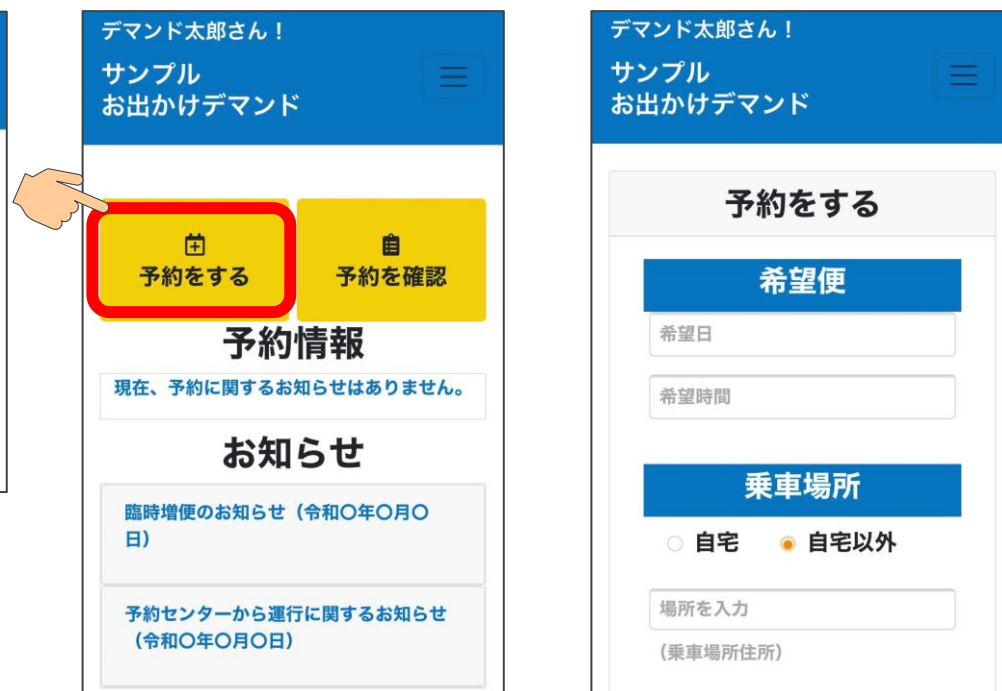 デマンド太郎さん！
サンプル
お出かけデマンド
予約をする
予約を確認
予約情報
現在、予約に関するお知らせはありません。
お知らせ
臨時増便のお知らせ（令和〇年〇月〇
日）
予約センターから運行に関するお知らせ
（令和〇年〇月〇日）
デマンド太郎さん！
サンプル
お出かけデマンド
予約をする
希望便
希望日
希望時間
乗車場所
自宅 自宅以外
場所を入力
(乗車場所住所)